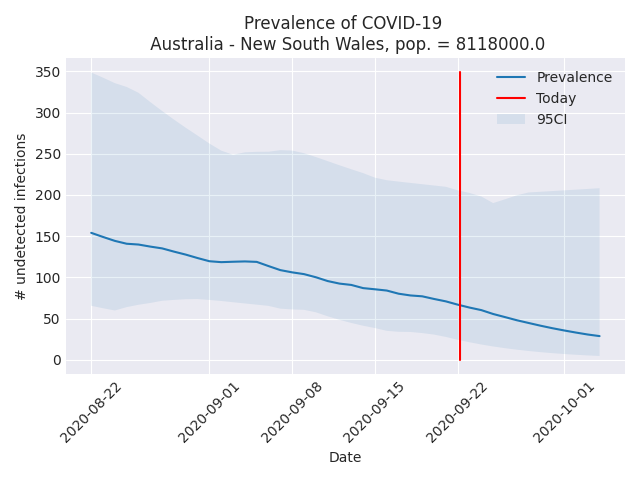 Prevalence of COVID-19
Australia - New South Wales, pop. = 8118000.0
Prevalence
Today
95CI
# undetected infections
350
300
250
200
150
100
50
0
2020-08-22
2020-09-01
2020-09-08
2020-09-15
2020-09-22
2020-10-01
Date